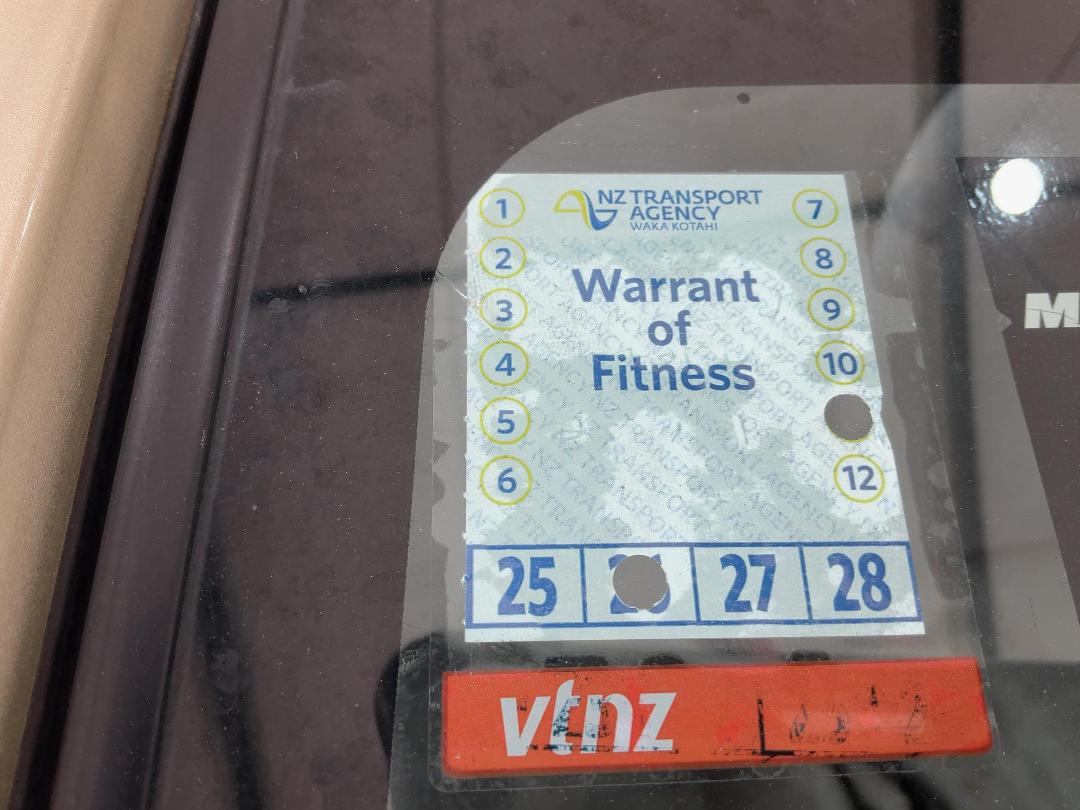 1
NZ TRANSPORT
AGENCY
WAKA KOTAHI
7
2
8
3
9
4
10
5
6
12
Warrant
of
Fitness
25
27
28
vtnz
M